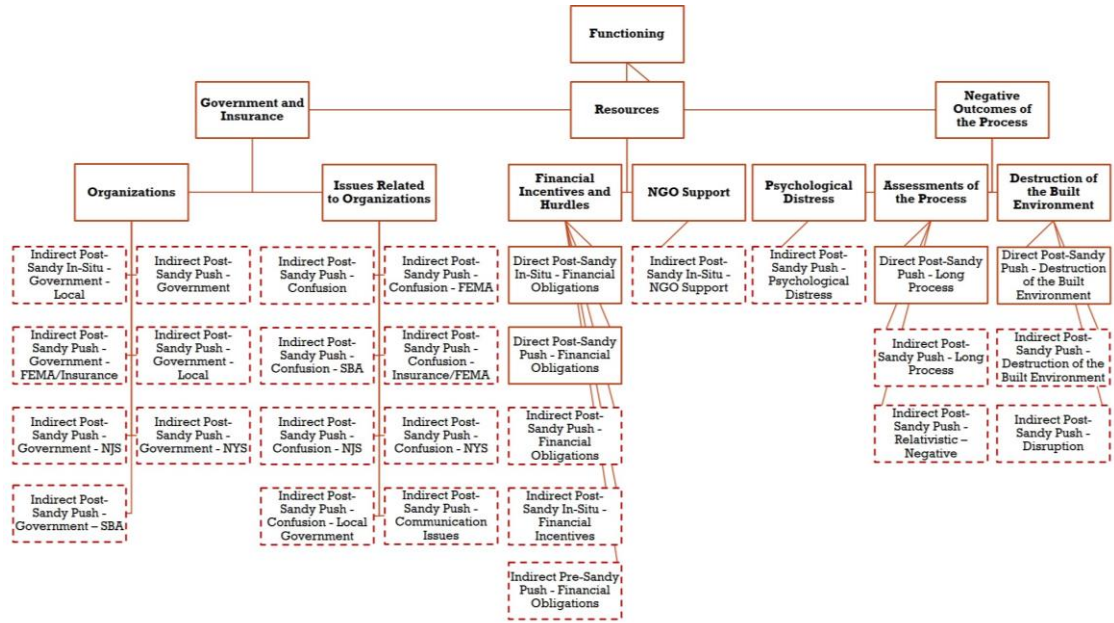 Functioning
Government and
Insurance
Resources
Negative
Outcomes of
the Process
Organizations
Issues Related
to Organizations
Financial
Incentives and
Hurdles
NGO Support
Psychological
Distress
Assessments of
the Process
Destruction of
the Built
Environment
Indirect Post-
Sandy In-Situ -
Government -
Local
Indirect Post-
Sandy Push -
Government
Indirect Post-
Sandy Push -
Confusion
Indirect Post-
Sandy Push -
Confusion - FEMA
Direct Post-Sandy
In-Situ - Financial
Obligations
Indirect Post-
Sandy In-Situ -
NGO Support
Indirect Post-
Sandy Push -
Psychological
Distress
Direct Post-Sandy
Push - Long
Process
Direct Post-Sandy
Push - Destruction
of the Built
Environment
Indirect Post-
Sandy Push -
Government -
FEMA/Insurance
Indirect Post-
Sandy Push -
Government -
Local
Indirect Post-
Sandy Push -
Confusion - SBA
Indirect Post-
Sandy Push -
Confusion -
Insurance/FEMA
Direct Post-Sandy
Push - Financial
Obligations
Indirect Post-
Sandy Push - Long
Process
Indirect Post-
Sandy Push -
Destruction of the
Built Environment
Indirect Post-
Sandy Push -
Government - NJS
Indirect Post-
Sandy Push -
Government - NYS
Indirect Post-
Sandy Push -
Confusion - NJS
Indirect Post-
Sandy Push -
Confusion - NYS
Indirect Post-
Sandy Push -
Financial
Obligations
Indirect Post-
Sandy Push -
Relativistic –
Negative
Indirect Post-
Sandy Push -
Disruption
Indirect Post-
Sandy Push -
Government – SBA
Indirect Post-
Sandy Push -
Confusion - Local
Government
Indirect Post-
Sandy Push -
Communication
Issues
Indirect Post-
Sandy In-Situ -
Financial
Incentives
Indirect Pre-Sandy
Push - Financial
Obligations